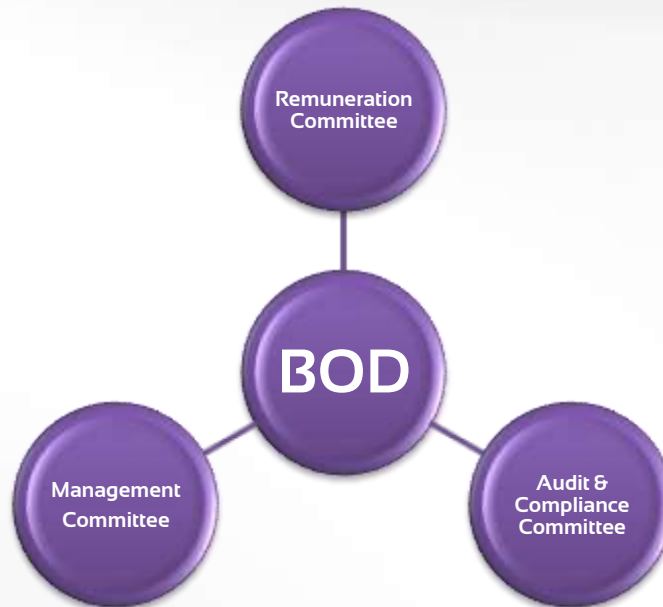 Remuneration
Committee
BOD
Management
Committee
Audit &
Compliance
Committee